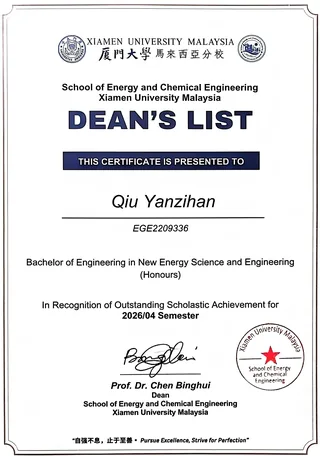 XIAMEN UNIVERSITY MALAYSIA
厦門大學 馬來西亞分校
School of Energy and Chemical Engineering
Xiamen University Malaysia
DEAN'S LIST
THIS CERTIFICATE IS PRESENTED TO
Qiu Yanzihan
EGE2209336
Bachelor of Engineering in New Energy Science and Engineering
(Honours)
In Recognition of Outstanding Scholastic Achievement for
2026/04 Semester
Xiamen University Malaysia
School of Energy
and Chemical
Engineering
Prof. Dr. Chen Binghui
Dean
School of Energy and Chemical Engineering
Xiamen University Malaysia
"自强不息，止于至善 • Pursue Excellence, Strive for Perfection"